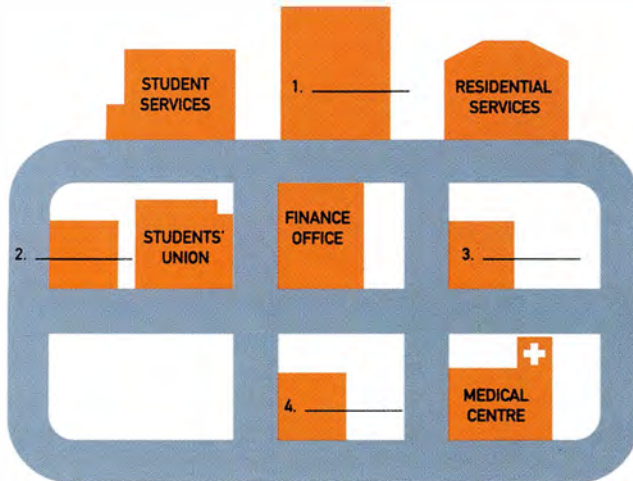 STUDENT
SERVICES
1.
RESIDENTIAL
SERVICES
2.
STUDENTS'
UNION
FINANCE
OFFICE
3.
4.
MEDICAL
CENTRE